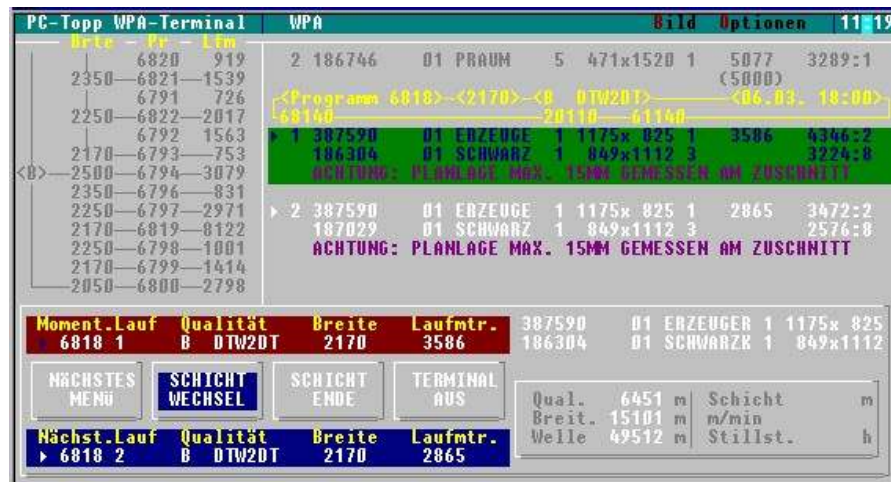 PC-Topp WPA-Terminal WPA Bild Optionen 11:19
Brte - Pr - Lfm
6820 919
2350-6821-1539
6791 726
2250-6822-2017
6792 1563
2170-6793-753
<B>-2500-6794-3079
2350-6796-831
2250-6797-2971
2170-6819-8122
2250-6798-1001
2170-6799-1414
2050-6800-2798
2 186746 01 PRAUM 5 471x1520 1 5077 3289:1
(5000)
<Programm 6818>-<2170>-<B DTW2DT>-<06.03. 18:00>
68140 20110 61140
1 387590 01 ERZEUGE 1 1175x 825 1 3586 4346:2
186304 01 SCHWARZ 1 849x1112 3 3224:8
ACHTUNG: PLANLAGE MAX. 15MM GEMESSEN AM ZUSCHNITT
2 387590 01 ERZEUGE 1 1175x 825 1 2865 3472:2
187029 01 SCHWARZ 1 849x1112 3 2576:8
ACHTUNG: PLANLAGE MAX. 15MM GEMESSEN AM ZUSCHNITT
Moment.Lauf Qualität Breite Laufmtr.
6818 1 B DTW2DT 2170 3586
387590 01 ERZEUGER 1 1175x 825
186304 01 SCHWARZK 1 849x1112
NÄCHSTES MENÜ
SCHICHT WECHSEL
SCHICHT ENDE
TERMINAL AUS
Qual. 6451 m Schicht m
Breit. 15101 m m/min
Welle 49512 m Stillst. h
Nächst.Lauf Qualität Breite Laufmtr.
6818 2 B DTW2DT 2170 2865